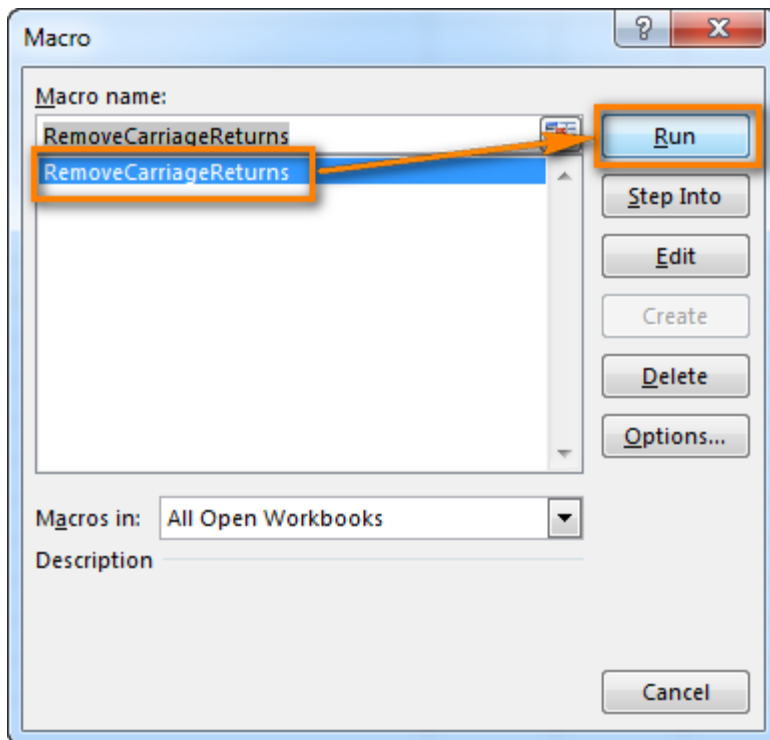 Macro
Macro name:
RemoveCarriageReturns
RemoveCarriageReturns
Run
Step Into
Edit
Create
Delete
Options...
Macros in: All Open Workbooks
Description
Cancel